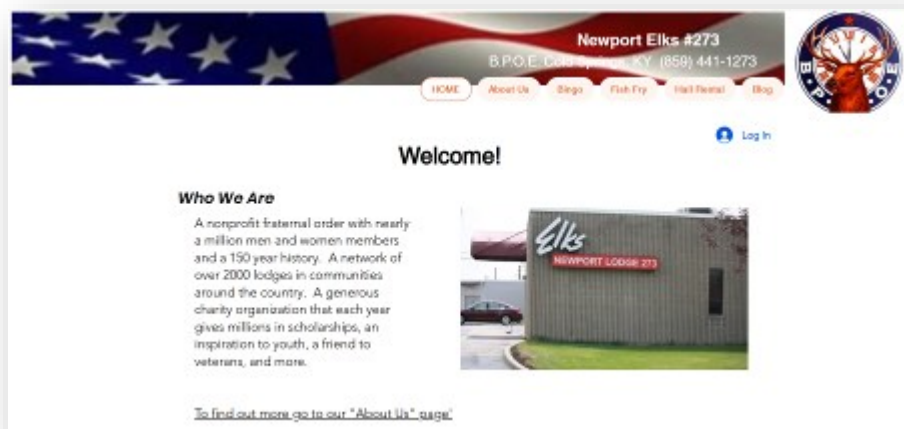 Newport Elks #273
B.P.O.E. Cold Springs, KY (859) 441-1273
HOME About Us Bingo Fish Fry Hall Rental Blog
B P O E
Log In
Welcome!
Who We Are
A nonprofit fraternal order with nearly
a million men and women members
and a 150 year history. A network of
over 2000 lodges in communities
around the country. A generous
charity organization that each year
gives millions in scholarships, an
inspiration to youth, a friend to
veterans, and more.
Elks
NEWPORT LODGE 273
To find out more go to our "About Us" page'